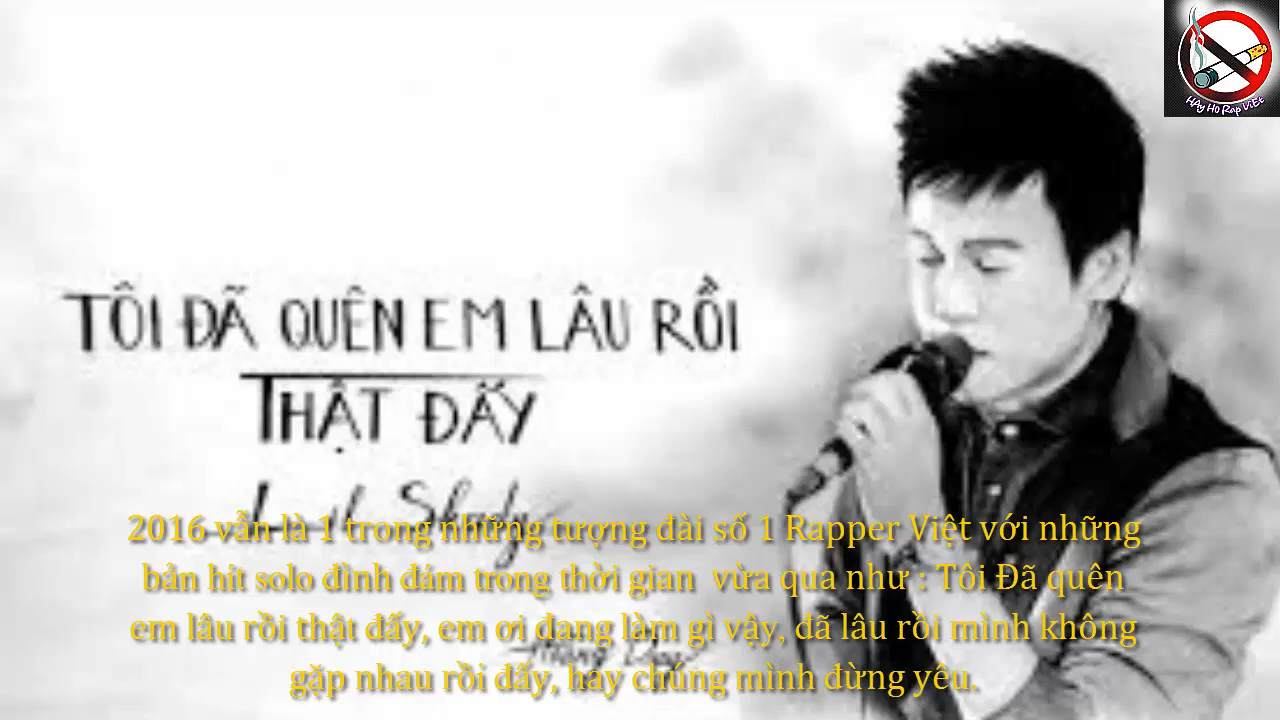 HAy HO Rap ViEt
TÔI ĐÃ QUÊN EM LÂU RỒI
THẬT ĐẤY
2016 vẫn là 1 trong những tượng đài số 1 Rapper Việt với những
bản hit solo đình đám trong thời gian vừa qua như : Tôi Đã quên
em lâu rồi thật đấy, em ơi đang làm gì vậy, đã lâu rồi mình không
gặp nhau rồi đấy, hay chúng mình đừng yêu.